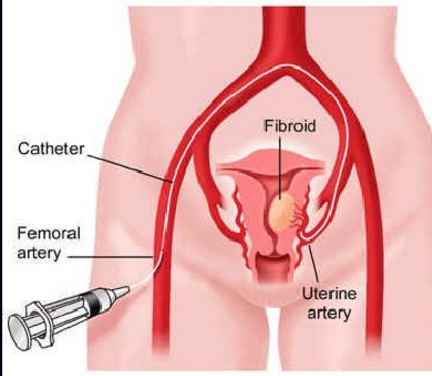 Fibroid
Catheter
Femoral
artery
Uterine
artery